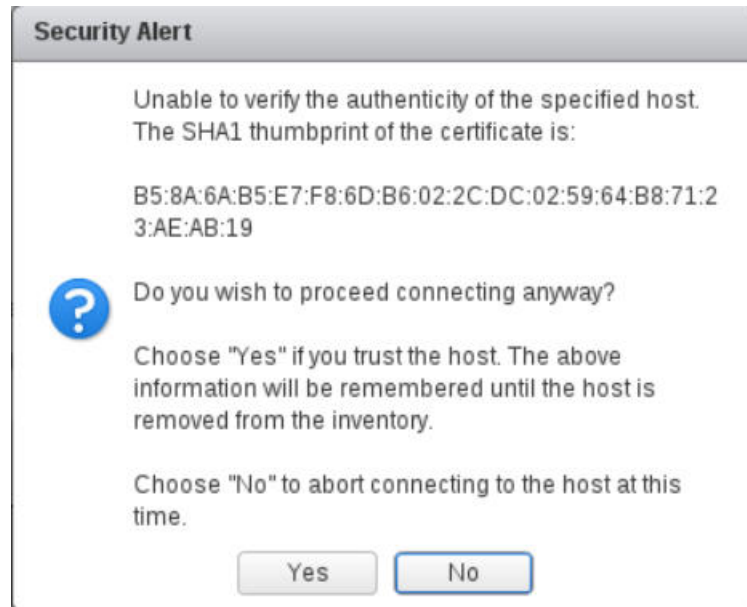 Security Alert
Unable to verify the authenticity of the specified host.
The SHA1 thumbprint of the certificate is:
B5:8A:6A:B5:E7:F8:6D:B6:02:2C:DC:02:59:64:B8:71:2
3:AE:AB:19
Do you wish to proceed connecting anyway?
Choose "Yes" if you trust the host. The above
information will be remembered until the host is
removed from the inventory.
Choose "No" to abort connecting to the host at this
time.
Yes No